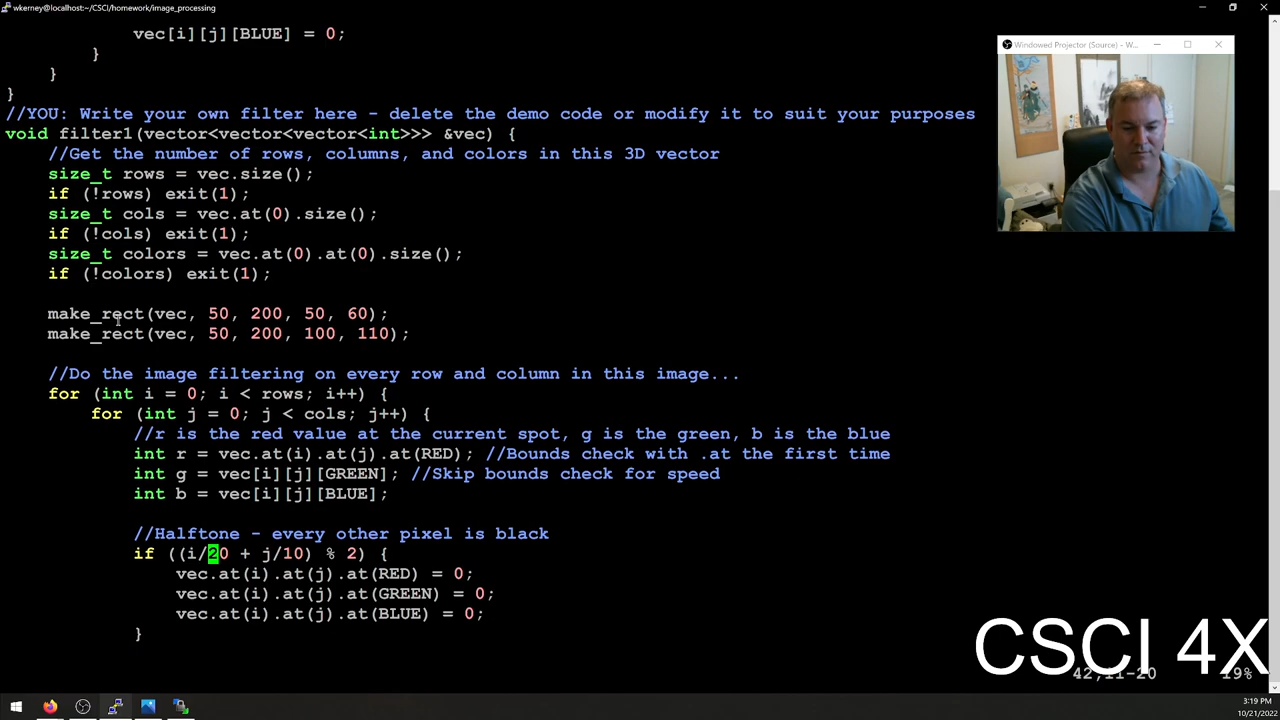 wkerney@localhost:~/CSCI/homework/image_processing
vec[i][j][BLUE] = 0;
}
}
}
//YOU: Write your own filter here - delete the demo code or modify it to suit your purposes
void filter1(vector<vector<vector<int>>> &vec) {
//Get the number of rows, columns, and colors in this 3D vector
size_t rows = vec.size();
if (!rows) exit(1);
size_t cols = vec.at(0).size();
if (!cols) exit(1);
size_t colors = vec.at(0).at(0).size();
if (!colors) exit(1);
make_rect(vec, 50, 200, 50, 60);
make_rect(vec, 50, 200, 100, 110);
//Do the image filtering on every row and column in this image...
for (int i = 0; i < rows; i++) {
for (int j = 0; j < cols; j++) {
//r is the red value at the current spot, g is the green, b is the blue
int r = vec.at(i).at(j).at(RED); //Bounds check with .at the first time
int g = vec[i][j][GREEN]; //Skip bounds check for speed
int b = vec[i][j][BLUE];
//Halftone - every other pixel is black
if ((i/20 + j/10) % 2) {
vec.at(i).at(j).at(RED) = 0;
vec.at(i).at(j).at(GREEN) = 0;
vec.at(i).at(j).at(BLUE) = 0;
}
Windowed Projector (Source) - W...
CSCI 4X
42,11-20 19%
3:19 PM
10/21/2022